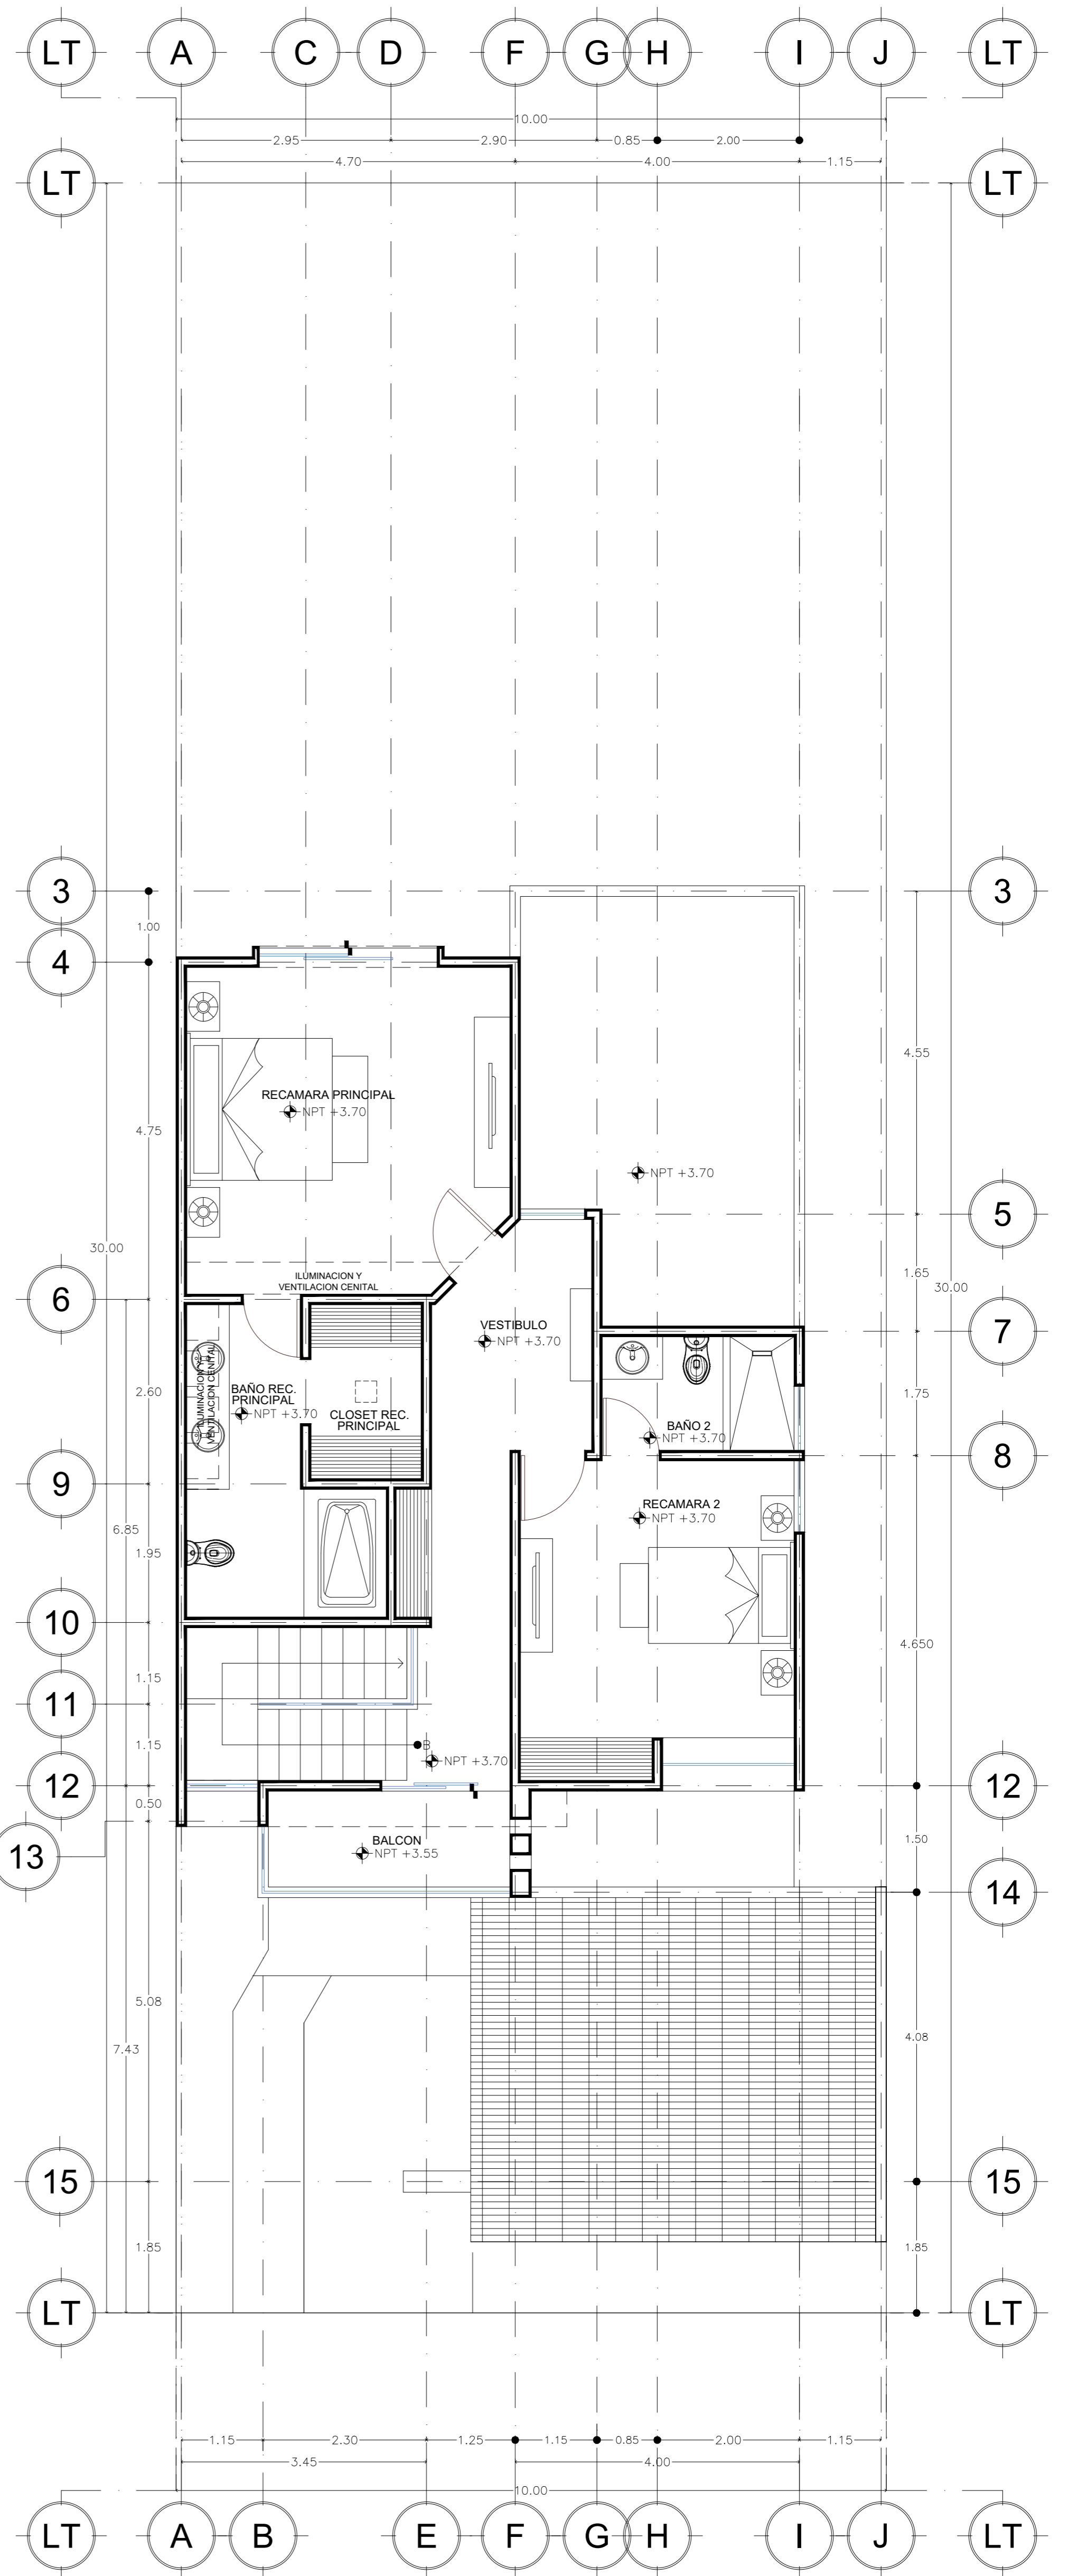 LT A C D F G H I J LT
10.00
2.95 2.90 0.85 2.00
4.70 4.00 1.15
LT LT
3 3
1.00
4
4.55
RECAMARA PRINCIPAL
NPT +3.70
4.75
NPT +3.70
5
30.00
ILUMINACION Y
VENTILACION CENITAL
1.65
30.00
6
VESTIBULO
NPT +3.70
7
ILUMINACION Y
VENTILACION CENITAL
2.60
BAÑO REC.
PRINCIPAL
NPT +3.70
CLOSET REC.
PRINCIPAL
1.75
BAÑO 2
NPT +3.70
8
9
RECAMARA 2
NPT +3.70
6.85
1.95
10
4.650
1.15
11
1.15
B
NPT +3.70
12 12
0.50
13
BALCON
NPT +3.55
1.50
14
5.08
7.43
4.08
15 15
1.85 1.85
LT LT
1.15 2.30 1.25 1.15 0.85 2.00 1.15
3.45 4.00
10.00
LT A B E F G H I J LT